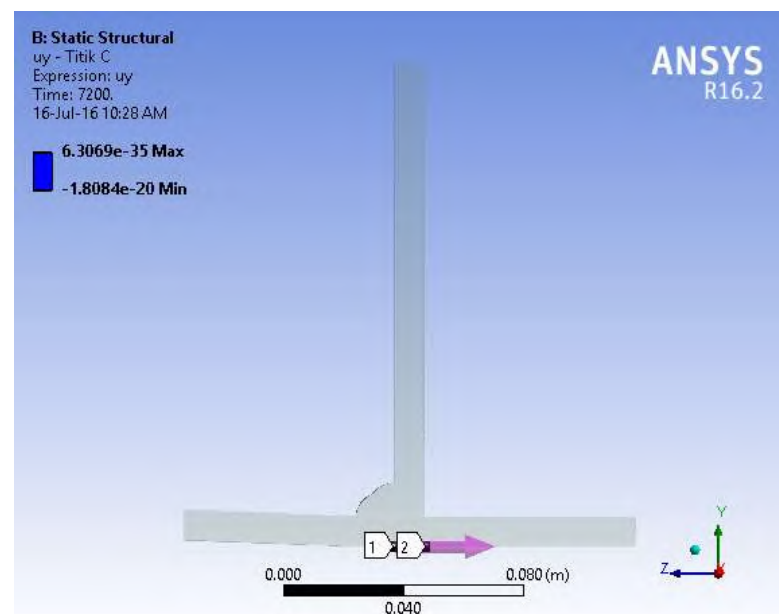 B: Static Structural
uy - Titik C
Expression: uy
Time: 7200.
16-Jul-16 10:28 AM
6.3069e-35 Max
-1.8084e-20 Min
ANSYS
R16.2
1
2
0.000
0.080 (m)
0.040
Y
Z